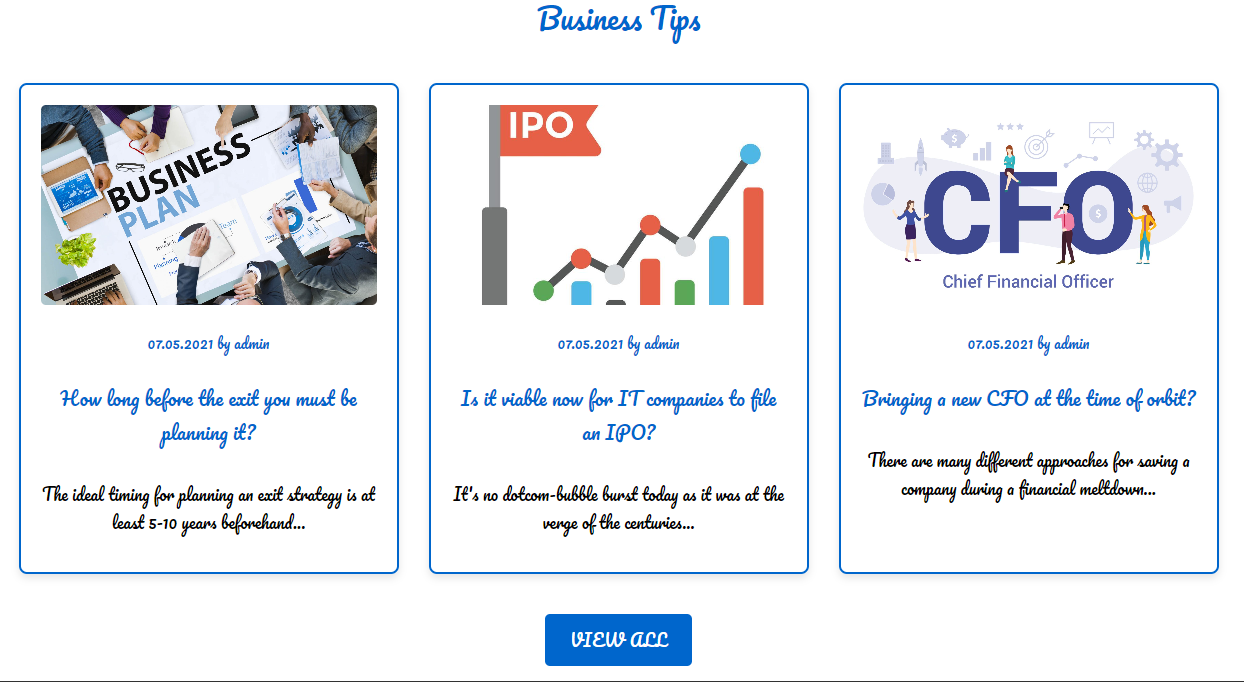 Business Tips
BUSINESS
PLAN
Team
Planning
IPO
CFO
Chief Financial Officer
07.05.2021 by admin
07.05.2021 by admin
07.05.2021 by admin
How long before the exit you must be
planning it?
Is it viable now for IT companies to file
an IPO?
Bringing a new CFO at the time of orbit?
The ideal timing for planning an exit strategy is at
least 5-10 years beforehand...
It's no dotcom-bubble burst today as it was at the
verge of the centuries...
There are many different approaches for saving a
company during a financial meltdown...
VIEW ALL